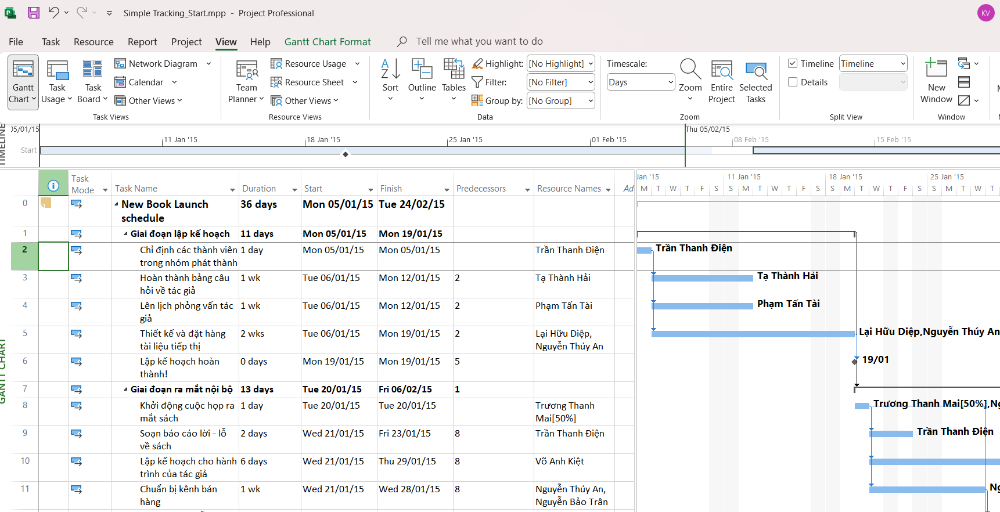 Simple Tracking_Start.mpp - Project Professional
KV
File Task Resource Report Project View Help Gantt Chart Format Tell me what you want to do
Gantt Chart
Task Usage
Task Board
Network Diagram
Calendar
Other Views
Task Views
Team Planner
Resource Usage
Resource Sheet
Other Views
Resource Views
Sort
Outline
Tables
Highlight: [No Highlight]
Filter: [No Filter]
Group by: [No Group]
Data
Timescale:
Days
Zoom
Entire Project
Selected Tasks
Zoom
Timeline Timeline
Details
Split View
New Window
Window
TIMELINE
05/01/15
Start
11 Jan '15 18 Jan '15 25 Jan '15 01 Feb '15
Thu 05/02/15
08 Feb '15 15 Feb '15
GANTT CHART
Task Mode Task Name Duration Start Finish Predecessors Resource Names Ad
0 New Book Launch schedule 36 days Mon 05/01/15 Tue 24/02/15
1 Giai đoạn lập kế hoạch 11 days Mon 05/01/15 Mon 19/01/15
2 Chỉ định các thành viên trong nhóm phát thành 1 day Mon 05/01/15 Mon 05/01/15 Trần Thanh Điện
3 Hoàn thành bảng câu hỏi về tác giả 1 wk Tue 06/01/15 Mon 12/01/15 2 Tạ Thành Hải
4 Lên lịch phỏng vấn tác giả 1 wk Tue 06/01/15 Mon 12/01/15 2 Phạm Tấn Tài
5 Thiết kế và đặt hàng tài liệu tiếp thị 2 wks Tue 06/01/15 Mon 19/01/15 2 Lại Hữu Diệp, Nguyễn Thúy An
6 Lập kế hoạch hoàn thành! 0 days Mon 19/01/15 Mon 19/01/15 5
7 Giai đoạn ra mắt nội bộ 13 days Tue 20/01/15 Fri 06/02/15 1
8 Khởi động cuộc họp ra mắt sách 1 day Tue 20/01/15 Tue 20/01/15 Trương Thanh Mai[50%]
9 Soạn báo cáo lời - lỗ về sách 2 days Wed 21/01/15 Fri 23/01/15 8 Trần Thanh Điện
10 Lập kế hoạch cho hành trình của tác giả 6 days Wed 21/01/15 Thu 29/01/15 8 Võ Anh Kiệt
11 Chuẩn bị kênh bán hàng 1 wk Wed 21/01/15 Wed 28/01/15 8 Nguyễn Thúy An, Nguyễn Bảo Trân
Jan '15 11 Jan '15 18 Jan '15 25 Jan '15
M T W T F S S M T W T F S S M T W T F S S M T W T
Trần Thanh Điện
Tạ Thành Hải
Phạm Tấn Tài
Lại Hữu Diệp,Nguyễn Thúy An
19/01
Trương Thanh Mai[50%],Ng
Trần Thanh Điện
Ng